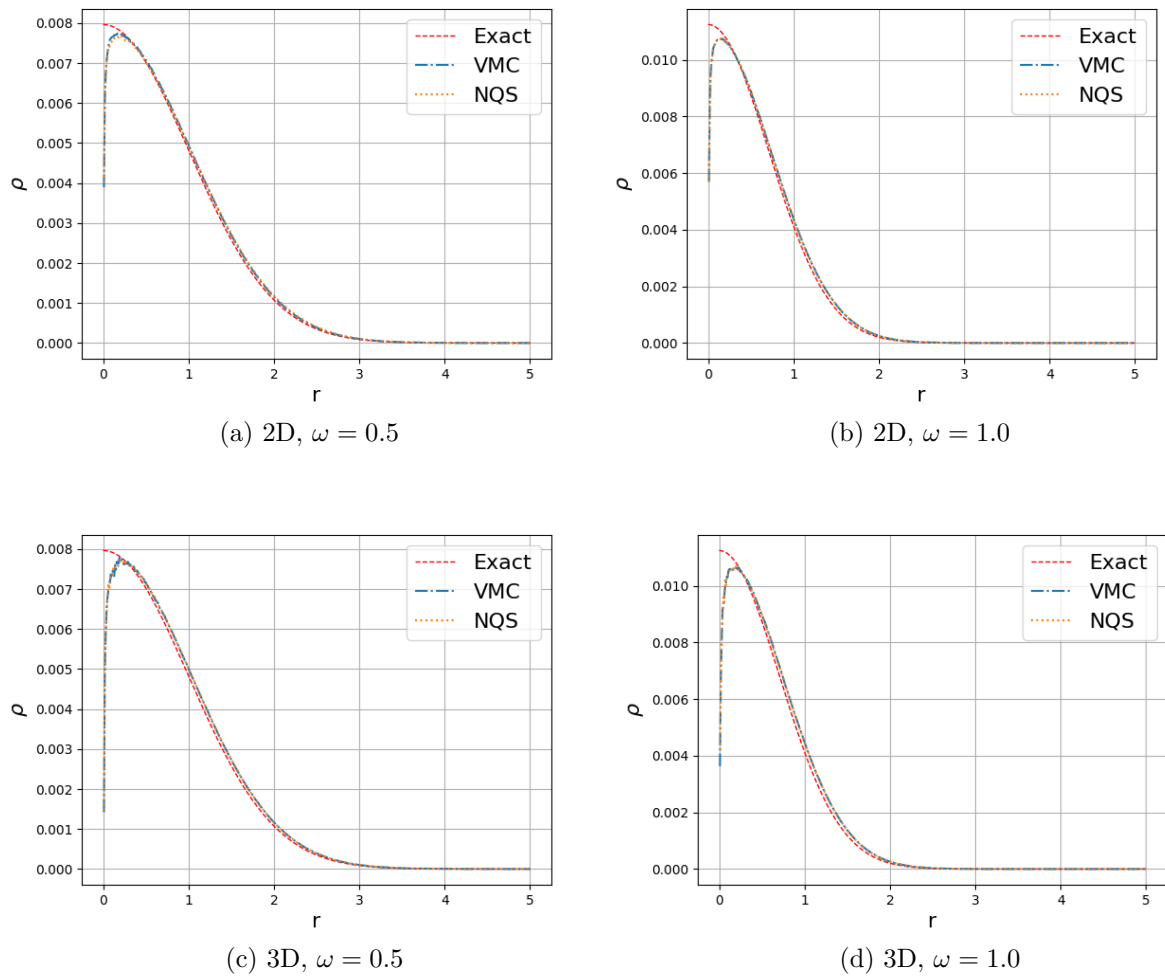 0.008
0.007
0.006
0.005
0.004
0.003
0.002
0.001
0.000
ρ
0 1 2 3 4 5
r
Exact
VMC
NQS
(a) 2D, ω = 0.5
0.010
0.008
0.006
0.004
0.002
0.000
ρ
0 1 2 3 4 5
r
Exact
VMC
NQS
(b) 2D, ω = 1.0
0.008
0.007
0.006
0.005
0.004
0.003
0.002
0.001
0.000
ρ
0 1 2 3 4 5
r
Exact
VMC
NQS
(c) 3D, ω = 0.5
0.010
0.008
0.006
0.004
0.002
0.000
ρ
0 1 2 3 4 5
r
Exact
VMC
NQS
(d) 3D, ω = 1.0